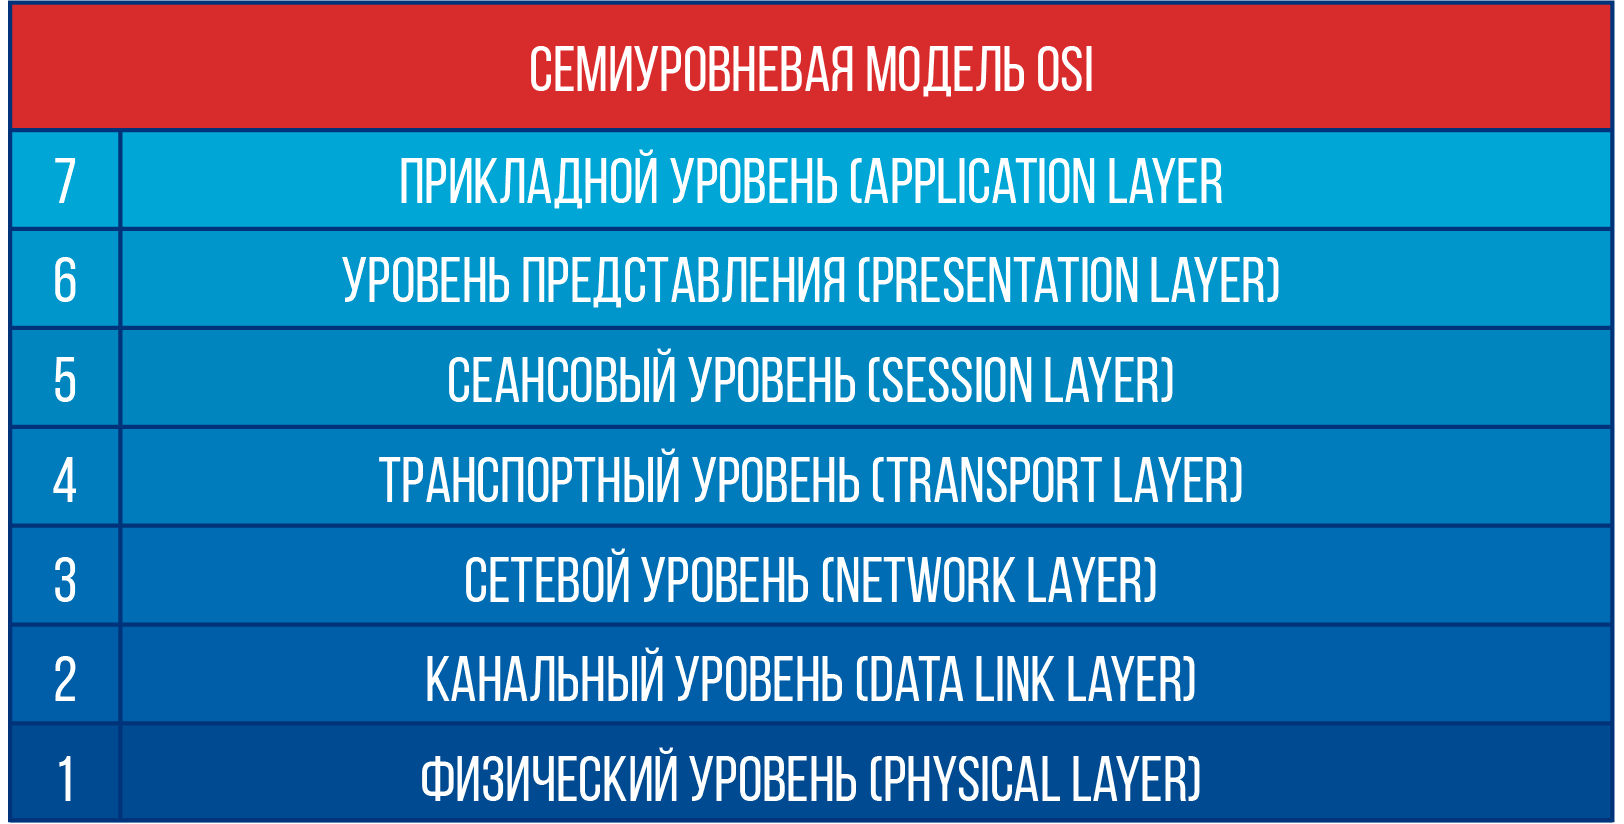 СЕМИУРОВНЕВАЯ МОДЕЛЬ OSI
7 ПРИКЛАДНОЙ УРОВЕНЬ (APPLICATION LAYER
6 УРОВЕНЬ ПРЕДСТАВЛЕНИЯ (PRESENTATION LAYER)
5 СЕАНСОВЫЙ УРОВЕНЬ (SESSION LAYER)
4 ТРАНСПОРТНЫЙ УРОВЕНЬ (TRANSPORT LAYER)
3 СЕТЕВОЙ УРОВЕНЬ (NETWORK LAYER)
2 КАНАЛЬНЫЙ УРОВЕНЬ (DATA LINK LAYER)
1 ФИЗИЧЕСКИЙ УРОВЕНЬ (PHYSICAL LAYER)